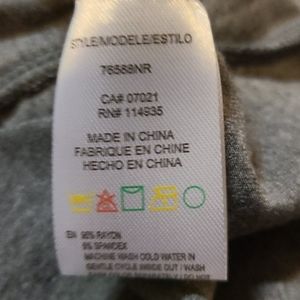 STYLE/MODELE/ESTILO
76568NR
CA# 07021
RN# 114935
MADE IN CHINA
FABRIQUE EN CHINE
HECHO EN CHINA
EN 95% RAYON
5% SPANDEX
MACHINE WASH COLD WATER IN
GENTLE CYCLE INSIDE OUT / WASH